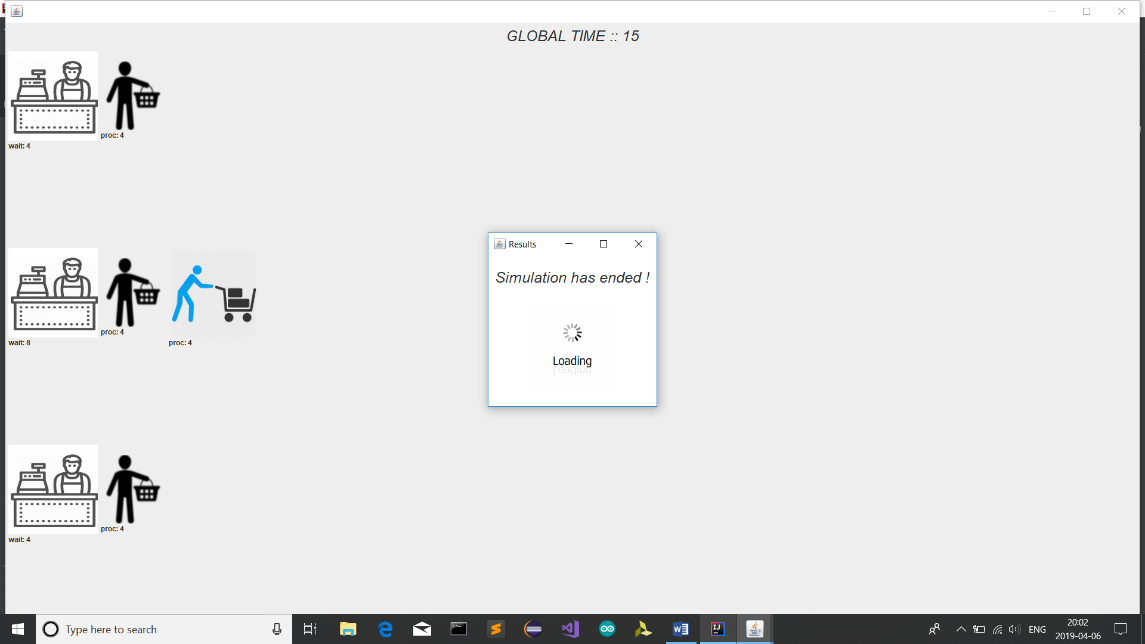 GLOBAL TIME :: 15
proc: 4
wait: 4
Results
Simulation has ended !
Loading
proc: 4
wait: 8
proc: 4
proc: 4
wait: 4
Type here to search
ENG
20:02
2019-04-06